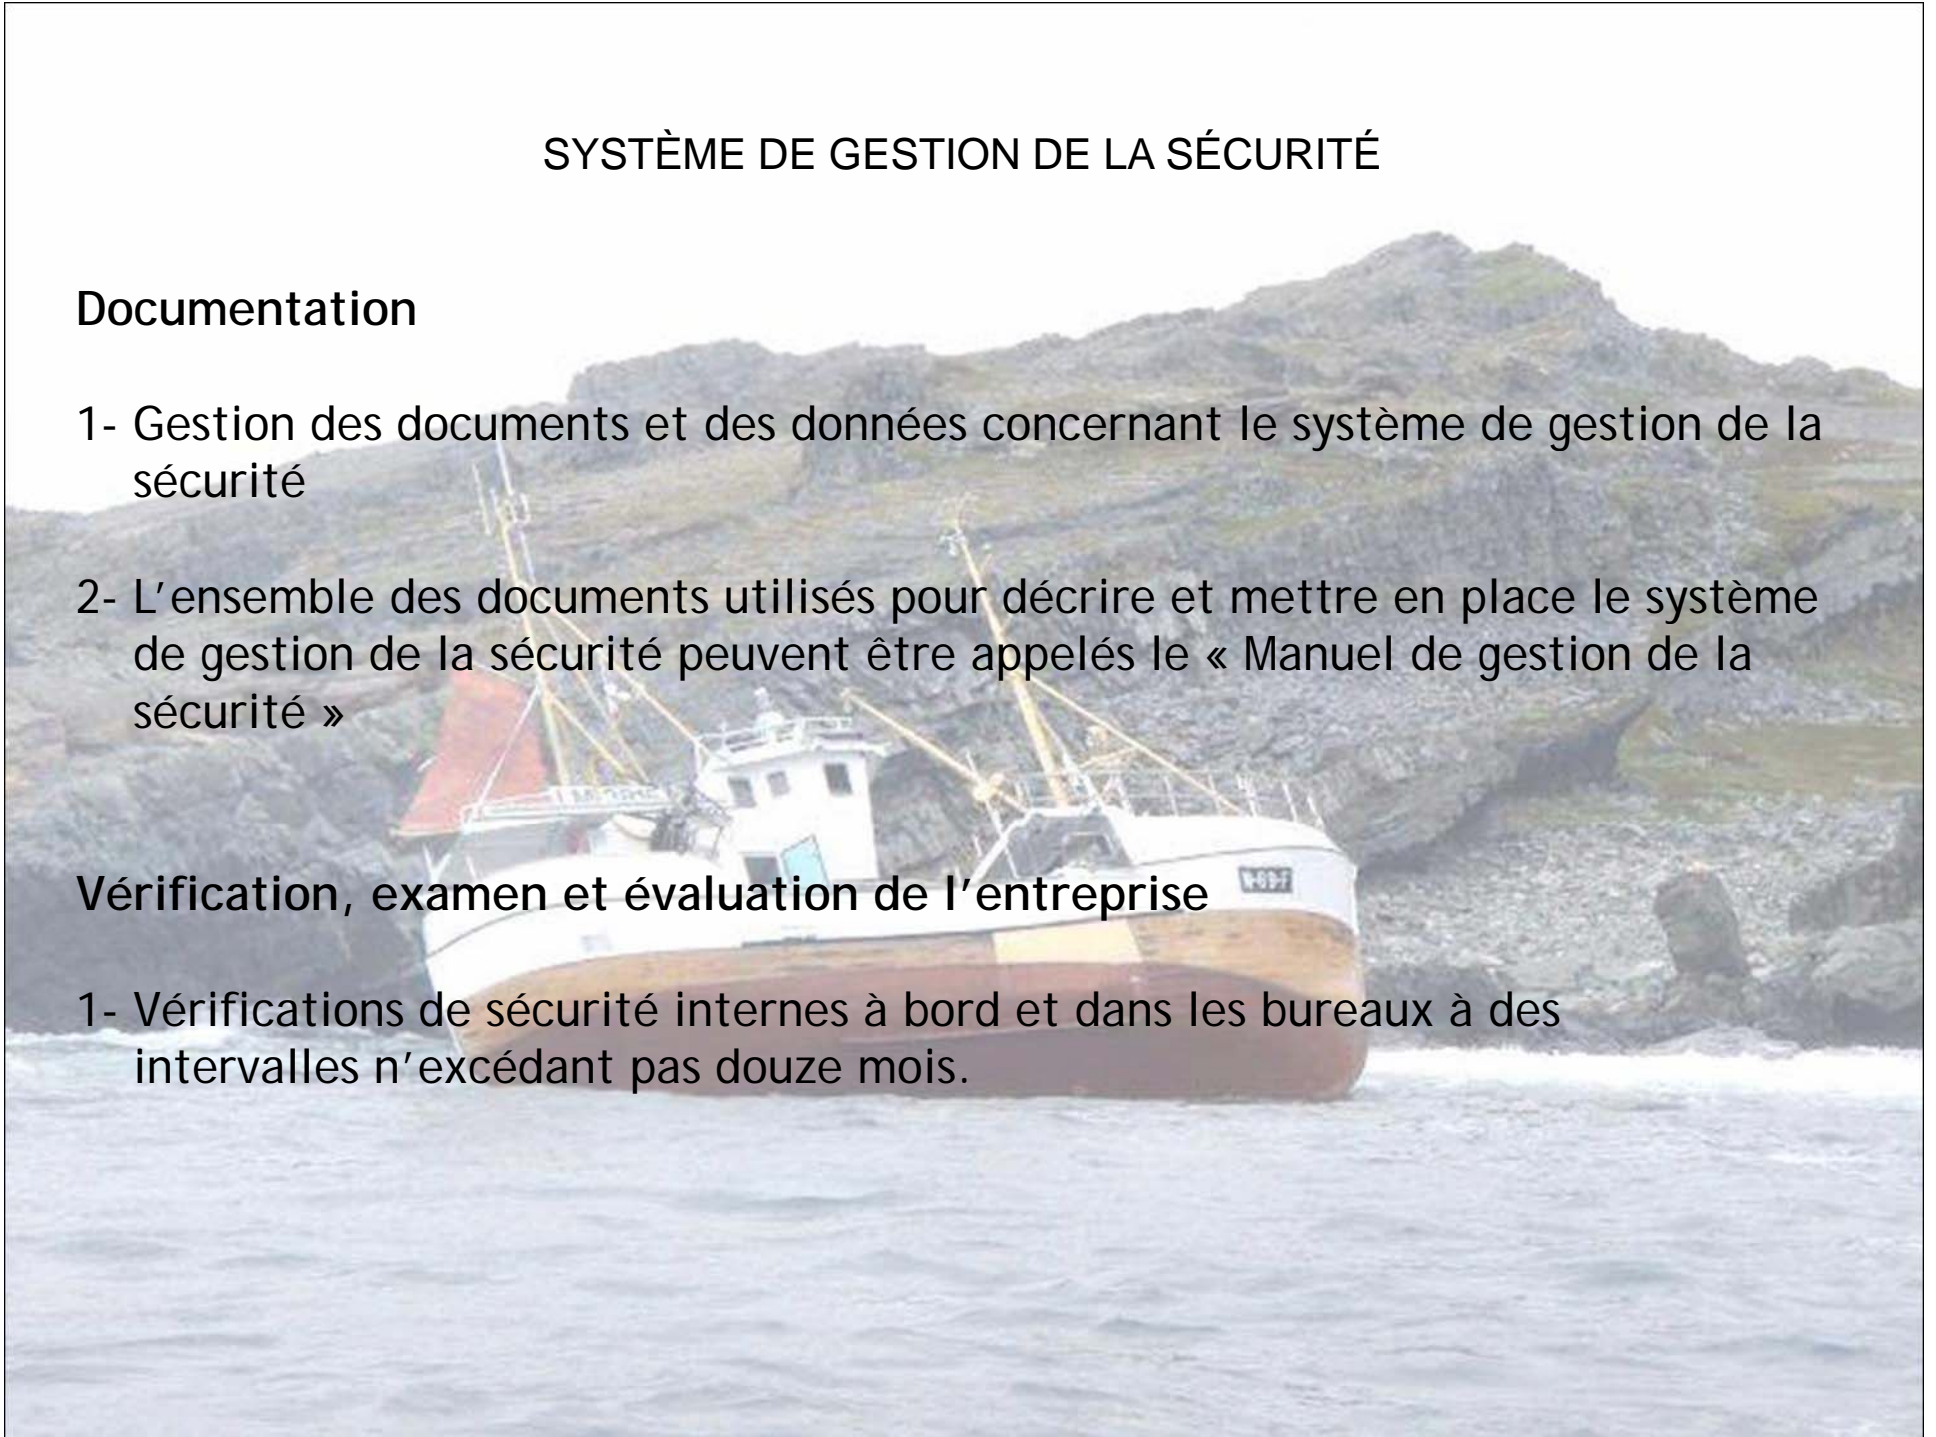 SYSTÈME DE GESTION DE LA SÉCURITÉ
Documentation
1- Gestion des documents et des données concernant le système de gestion de la
sécurité
2- L’ensemble des documents utilisés pour décrire et mettre en place le système
de gestion de la sécurité peuvent être appelés le « Manuel de gestion de la
sécurité »
Vérification, examen et évaluation de l’entreprise
N-69-F
1- Vérifications de sécurité internes à bord et dans les bureaux à des
intervalles n’excédant pas douze mois.